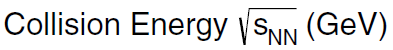 Collision Energy √s_NN (GeV)